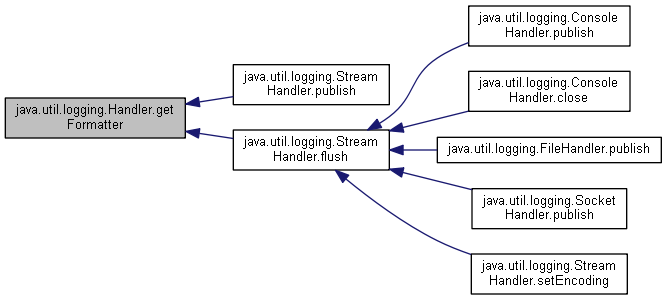 java.util.logging.Handler.get
Formatter
java.util.logging.Stream
Handler.publish
java.util.logging.Stream
Handler.flush
java.util.logging.Console
Handler.publish
java.util.logging.Console
Handler.close
java.util.logging.FileHandler.publish
java.util.logging.Socket
Handler.publish
java.util.logging.Stream
Handler.setEncoding